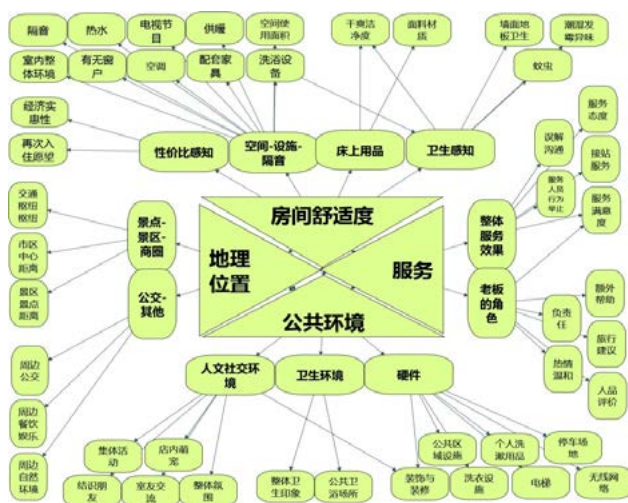 隔音
热水
电视节
目
供暖
空间使
用面积
干爽洁
净度
面料材
质
墙面地
板卫生
潮湿发
霉异味
室内整
体环境
有无窗
户
空调
配套家
具
洗浴设
备
蚊虫
经济实
惠性
再次入
住愿望
性价比感知
空间-设施-
隔音
床上用品
卫生感知
服务
态度
误解
沟通
接站
服务
服务
人员
行为
举止
服务
满意
度
交通
枢纽
枢纽
市区
中心
距离
景区
景点
距离
景点-
景区-
商圈
公交-
其他
房间舒适度
地理
位置
服务
公共环境
整体
服务
效果
老板
的角
色
额外
帮助
负责
任
旅行
建议
热情
温和
人品
评价
周边
公交
周边
餐饮
娱乐
周边
自然
环境
人文社交环
境
卫生环境
硬件
集体活
动
店内萌
宠
结识朋
友
室友交
流
整体氛
围
整体卫
生印象
公共卫
浴场所
公共区
域设施
个人洗
漱用品
停车场
地
装饰与
装修
洗衣设
施
电梯
无线网
络